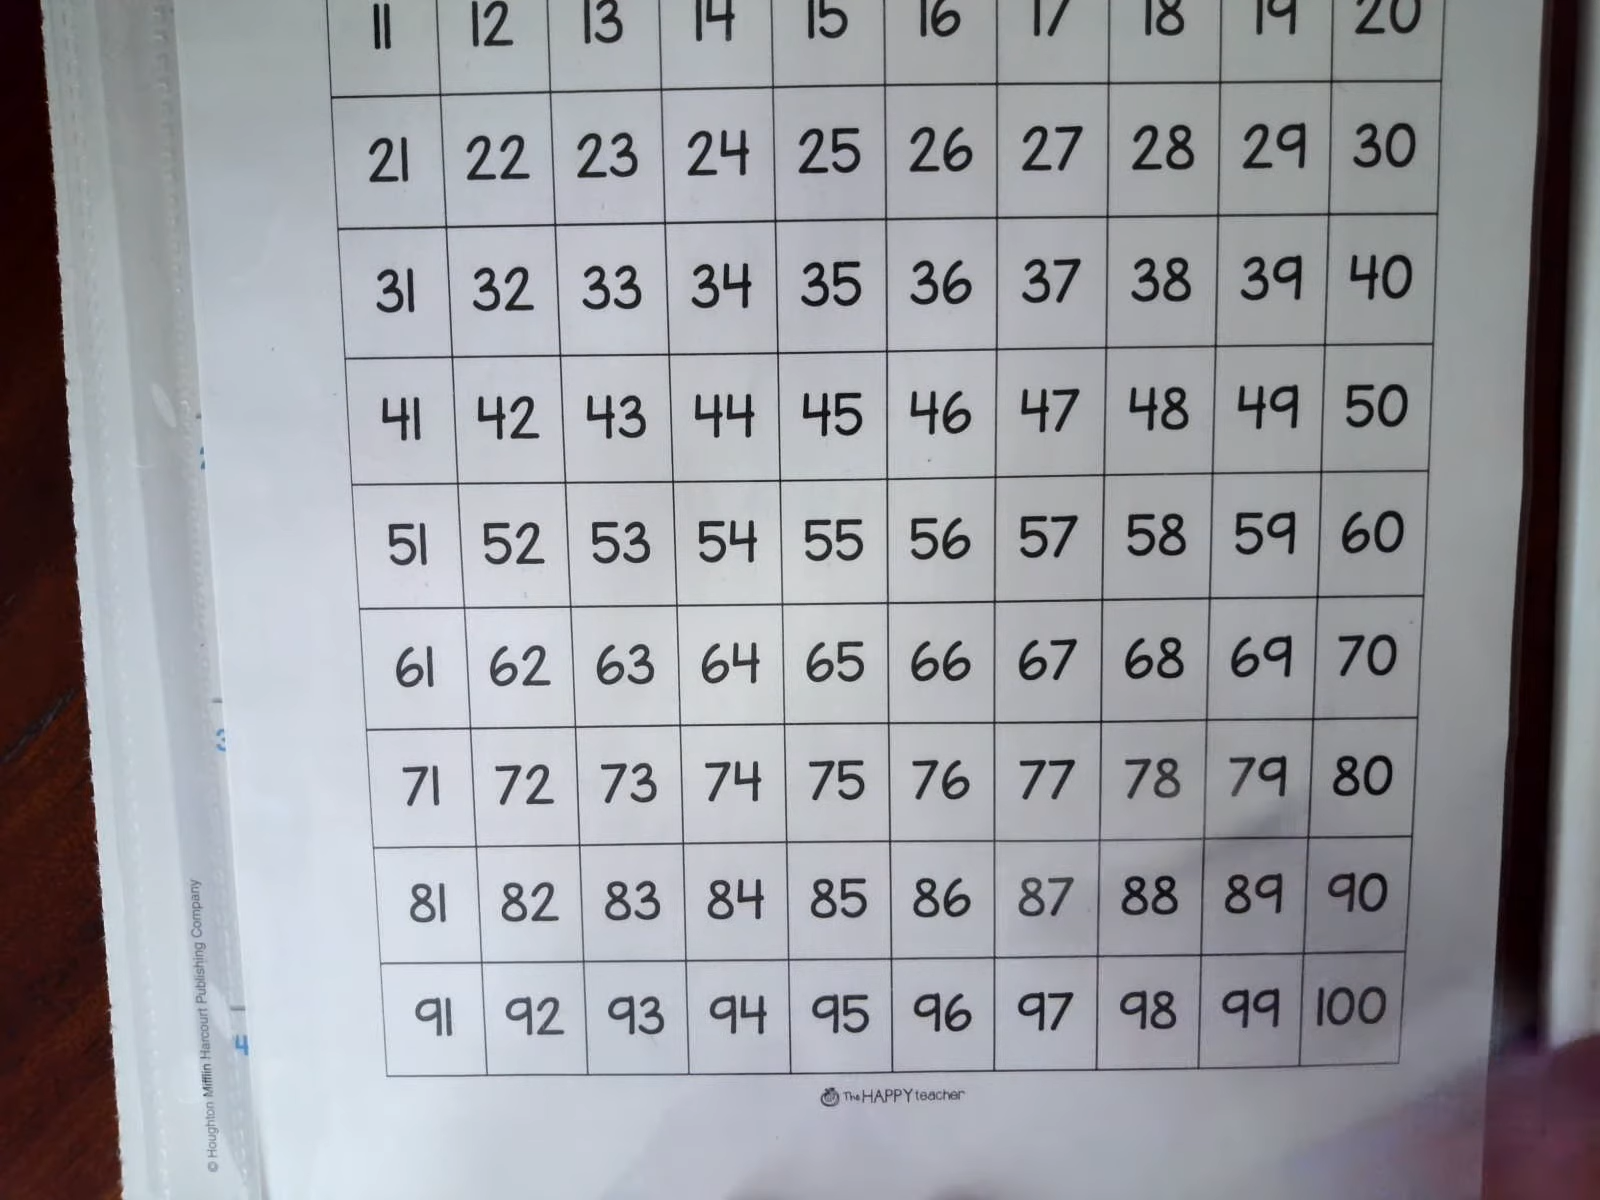 11 12 13 14 15 16 17 18 19 20
21 22 23 24 25 26 27 28 29 30
31 32 33 34 35 36 37 38 39 40
41 42 43 44 45 46 47 48 49 50
51 52 53 54 55 56 57 58 59 60
61 62 63 64 65 66 67 68 69 70
71 72 73 74 75 76 77 78 79 80
81 82 83 84 85 86 87 88 89 90
91 92 93 94 95 96 97 98 99 100
The HAPPY teacher
© Houghton Mifflin Harcourt Publishing Company